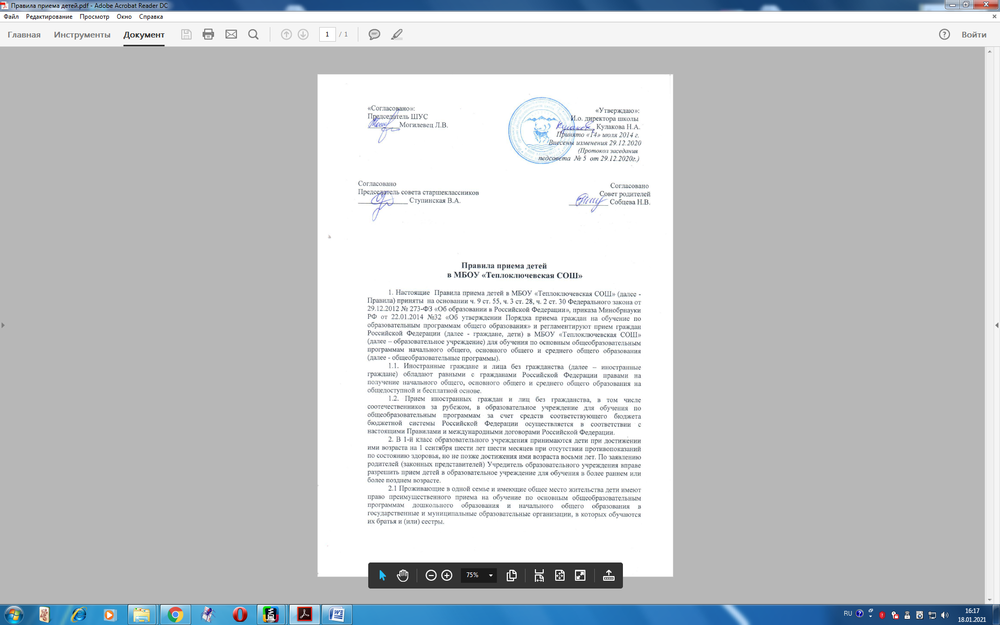 Правила приема детей.pdf - Adobe Acrobat Reader DC
Файл Редактирование Просмотр Окно Справка
Главная Инструменты Документ 1 / 1 Войти
«Согласовано»:
Председатель ШУС
Могилевец Л.В.
«Утверждаю»:
И.о. директора школы
Кулакова Н.А.
Принято «14» июля 2014 г.
Внесены изменения 29.12.2020
(Протокол заседания
педсовета № 5 от 29.12.2020г.)
Согласовано
Председатель совета старшеклассников
Ступинская В.А.
Согласовано
Совет родителей
Собцева Н.В.
Правила приема детей
в МБОУ «Теплоключевская СОШ»
1. Настоящие Правила приема детей в МБОУ «Теплоключевская СОШ» (далее -
Правила) приняты на основании ч. 9 ст. 55, ч. 3 ст. 28, ч. 2 ст. 30 Федерального закона от
29.12.2012 № 273-ФЗ «Об образовании в Российской Федерации», приказа Минобрнауки
РФ от 22.01.2014 №32 «Об утверждении Порядка приема граждан на обучение по
образовательным программам общего образования» и регламентируют прием граждан
Российской Федерации (далее - граждане, дети) в МБОУ «Теплоключевская СОШ»
(далее – образовательное учреждение) для обучения по основным общеобразовательным
программам начального общего, основного общего и среднего общего образования
(далее - общеобразовательные программы).
1.1. Иностранные граждане и лица без гражданства (далее – иностранные
граждане) обладают равными с гражданами Российской Федерации правами на
получение начального общего, основного общего и среднего общего образования на
общедоступной и бесплатной основе.
1.2. Прием иностранных граждан и лиц без гражданства, в том числе
соотечественников за рубежом, в образовательное учреждение для обучения по
общеобразовательным программам за счет средств соответствующего бюджета
бюджетной системы Российской Федерации осуществляется в соответствии с
настоящими Правилами и международными договорами Российской Федерации.
2. В 1-й класс образовательного учреждения принимаются дети при достижении
ими возраста на 1 сентября шести лет шести месяцев при отсутствии противопоказаний
по состоянию здоровья, но не позже достижения ими возраста восьми лет. По заявлению
родителей (законных представителей) Учредитель образовательного учреждения вправе
разрешить прием детей в образовательное учреждение для обучения в более раннем или
более позднем возрасте.
2.1 Проживающие в одной семье и имеющие общее место жительства дети имеют
право преимущественного приема на обучение по основным общеобразовательным
программам дошкольного образования и начального общего образования в
государственные и муниципальные образовательные организации, в которых обучаются
их братья и (или) сестры.
75%
RU
16:17
18.01.2021